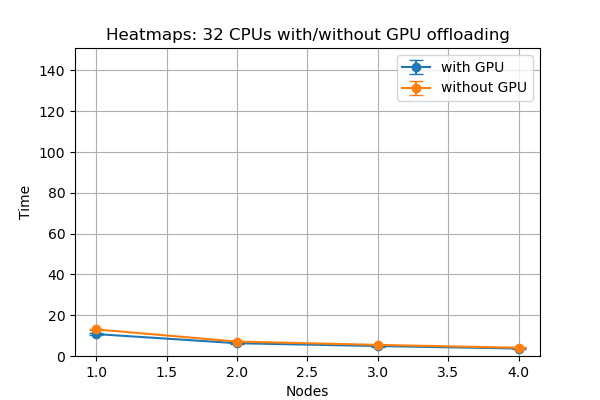 Heatmaps: 32 CPUs with/without GPU offloading
with GPU
without GPU
140
120
100
80
60
40
20
0
Time
1.0 1.5 2.0 2.5 3.0 3.5 4.0
Nodes